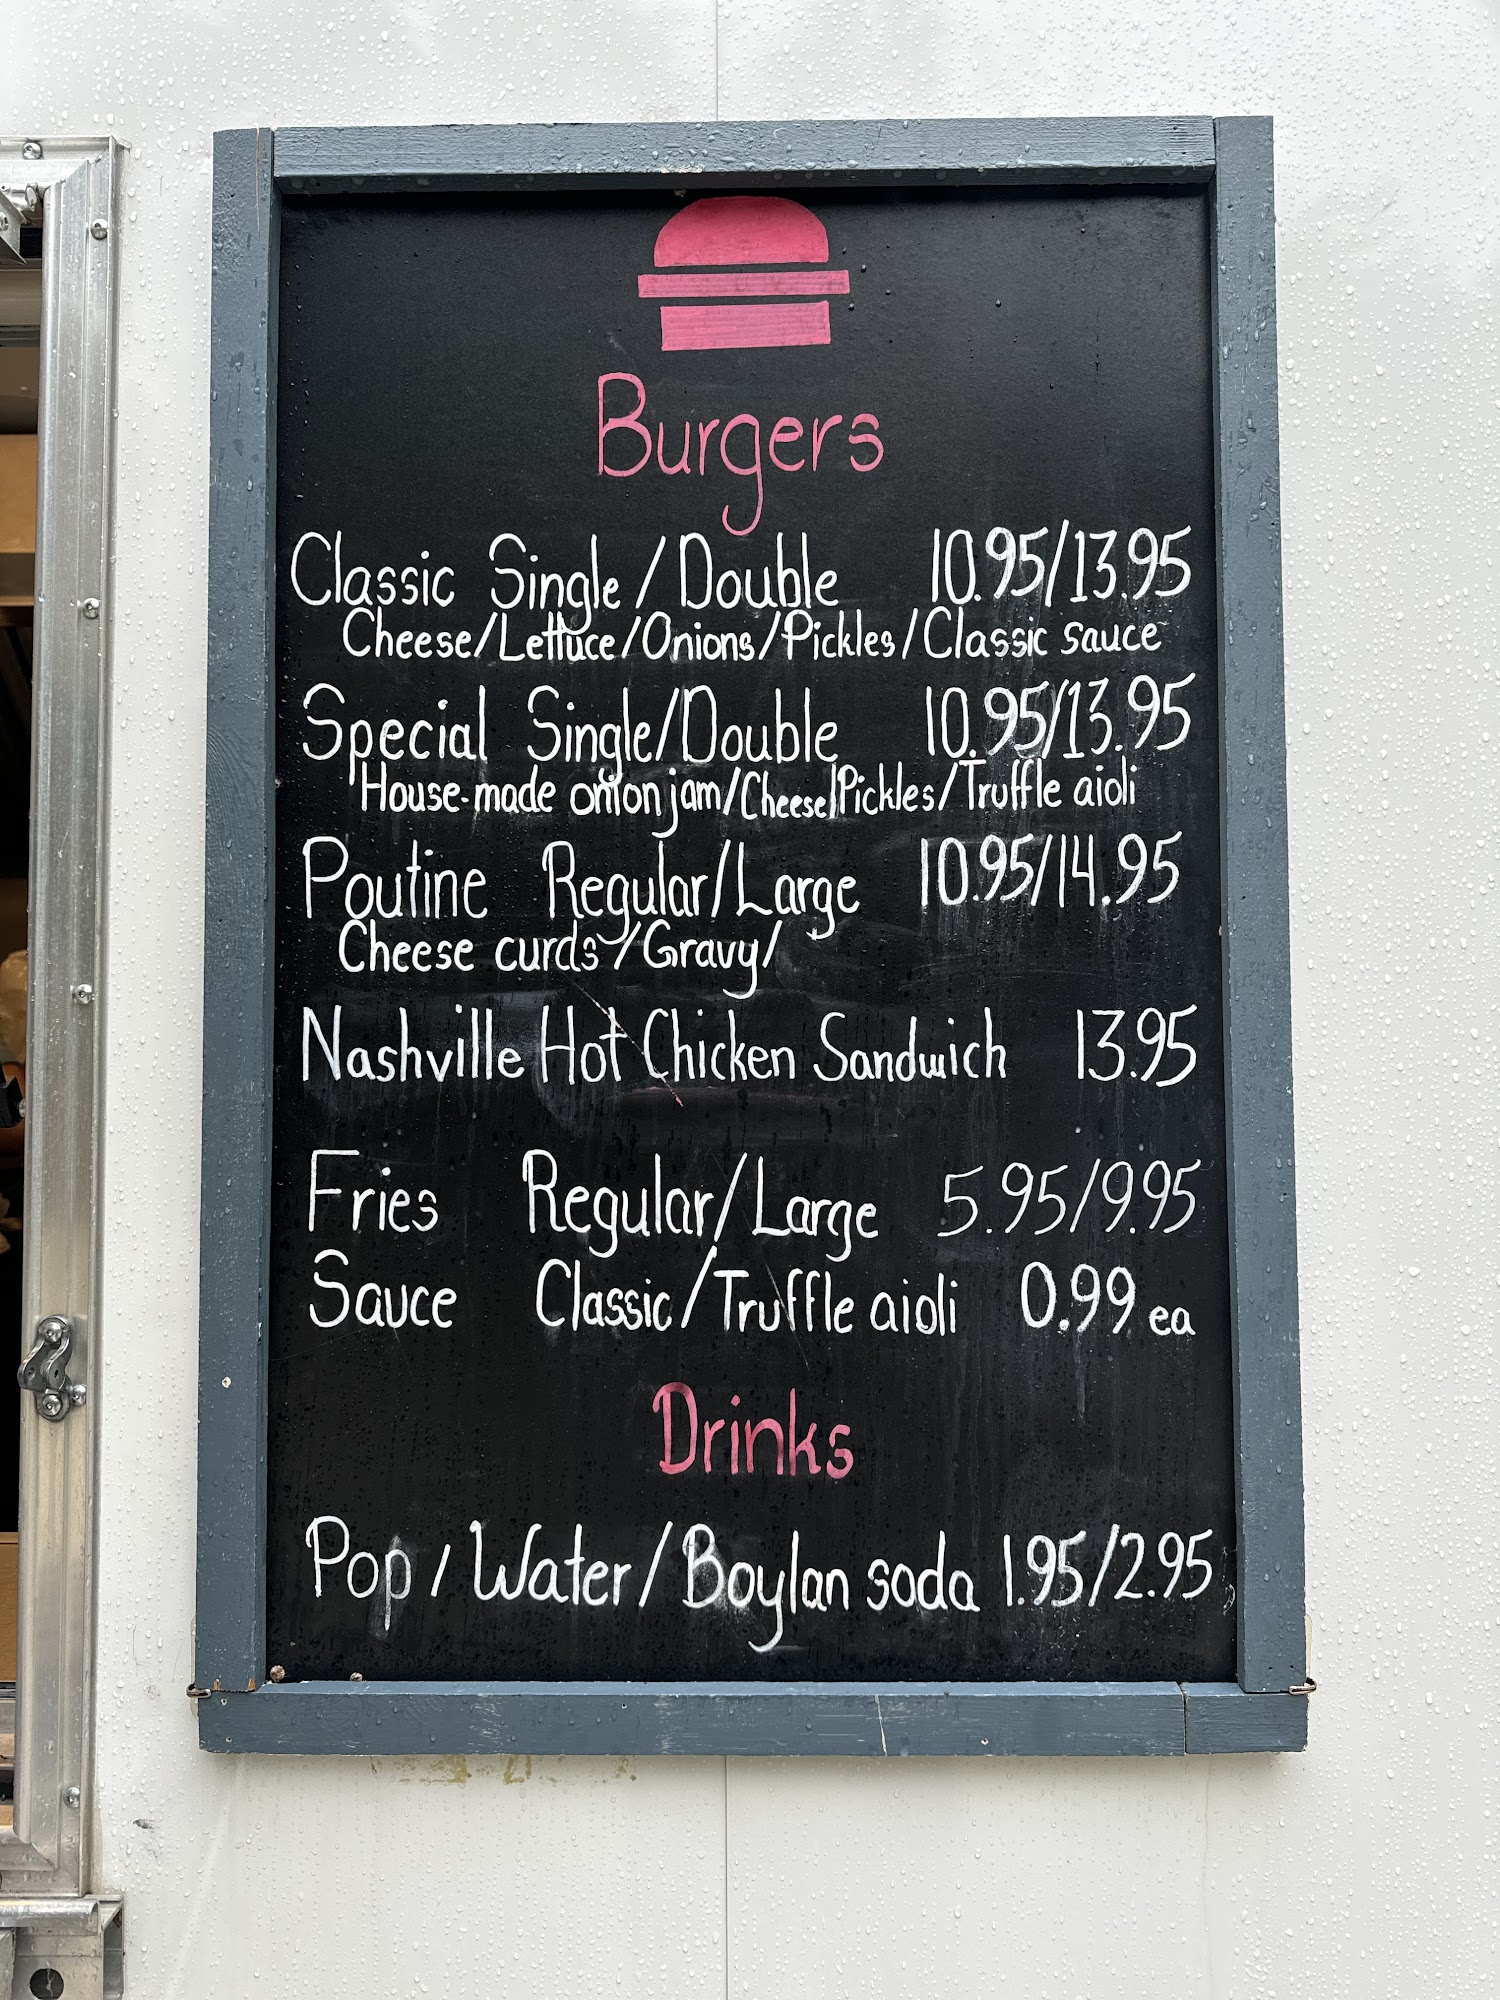 Burgers
Classic Single/Double 10.95/13.95
Cheese/Lettuce/Onions/Pickles/Classic sauce
Special Single/Double 10.95/13.95
House-made onion jam/Cheese/Pickles/Truffle aioli
Poutine Regular/Large 10.95/14.95
Cheese curds/Gravy/
Nashville Hot Chicken Sandwich 13.95
Fries Regular/Large 5.95/9.95
Sauce Classic/Truffle aioli 0.99 ea
Drinks
Pop / Water / Boylan soda 1.95/2.95